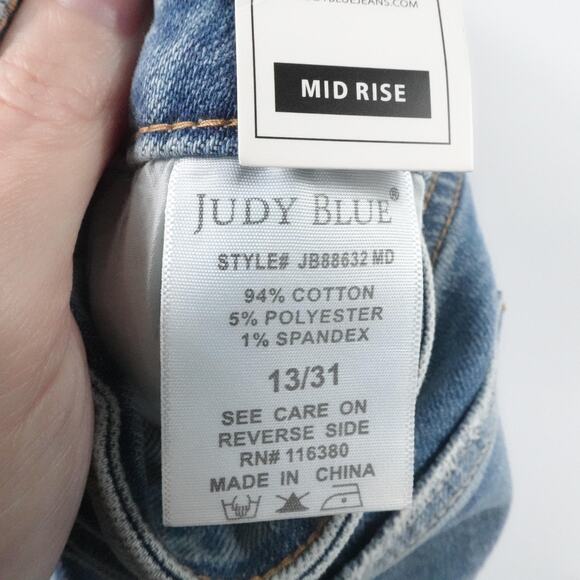 MID RISE
JUDY BLUE®
STYLE# JB88632 MD
94% COTTON
5% POLYESTER
1% SPANDEX
13/31
SEE CARE ON
REVERSE SIDE
RN# 116380
MADE IN CHINA